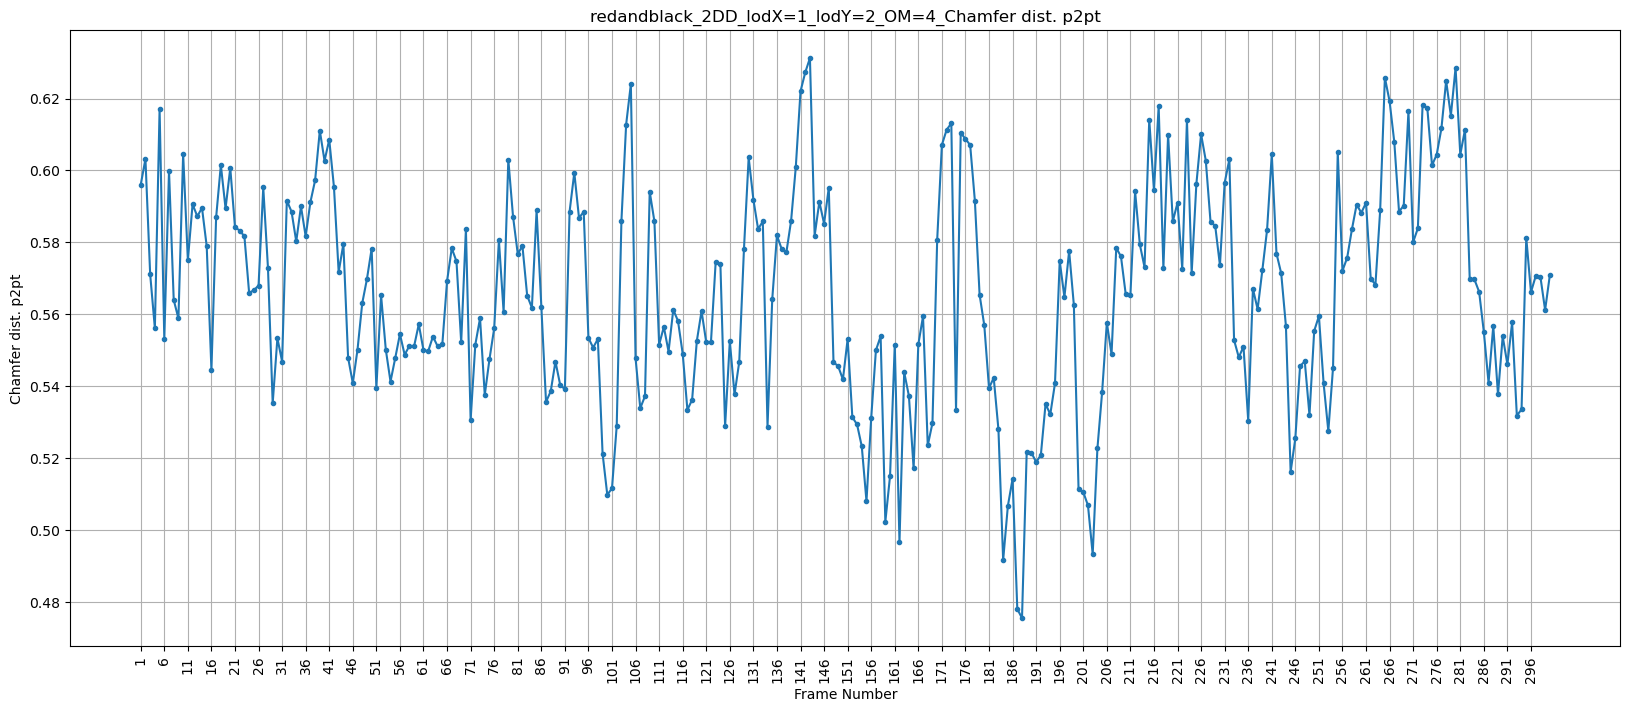 redandblack_2DD_lodX=1_lodY=2_OM=4_Chamfer dist. p2pt
Chamfer dist. p2pt
0.62
0.60
0.58
0.56
0.54
0.52
0.50
0.48
1 6 11 16 21 26 31 36 41 46 51 56 61 66 71 76 81 86 91 96 101 106 111 116 121 126 131 136 141 146 151 156 161 166 171 176 181 186 191 196 201 206 211 216 221 226 231 236 241 246 251 256 261 266 271 276 281 286 291 296
Frame Number